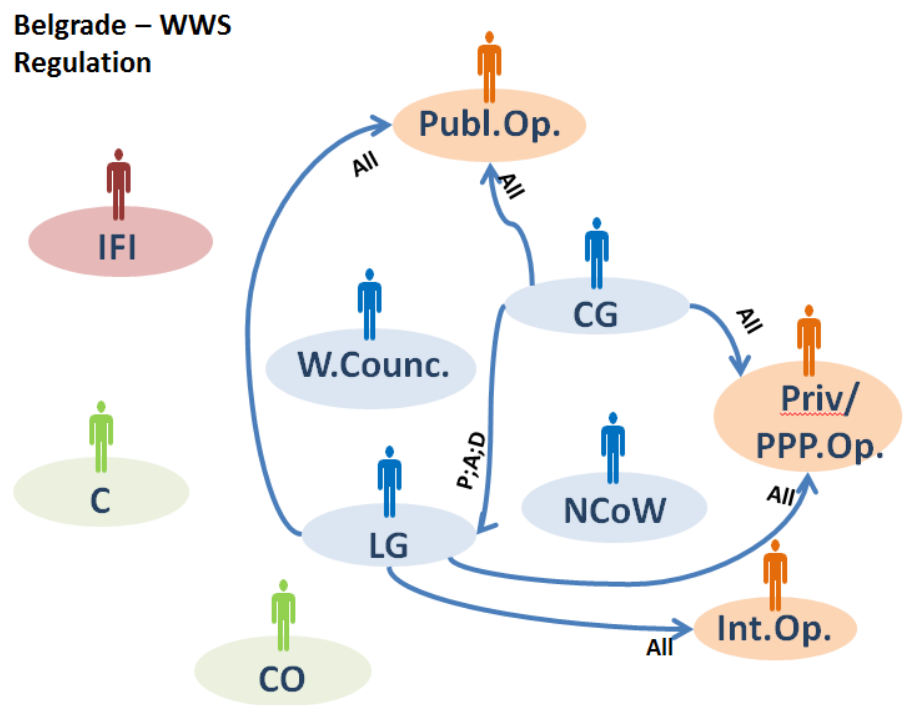 Belgrade – WWS
Regulation
Publ.Op.
All
All
IFI
CG
All
W.Counc.
Priv/
PPP.Op.
P;A;D
All
C
NCoW
LG
Int.Op.
All
CO